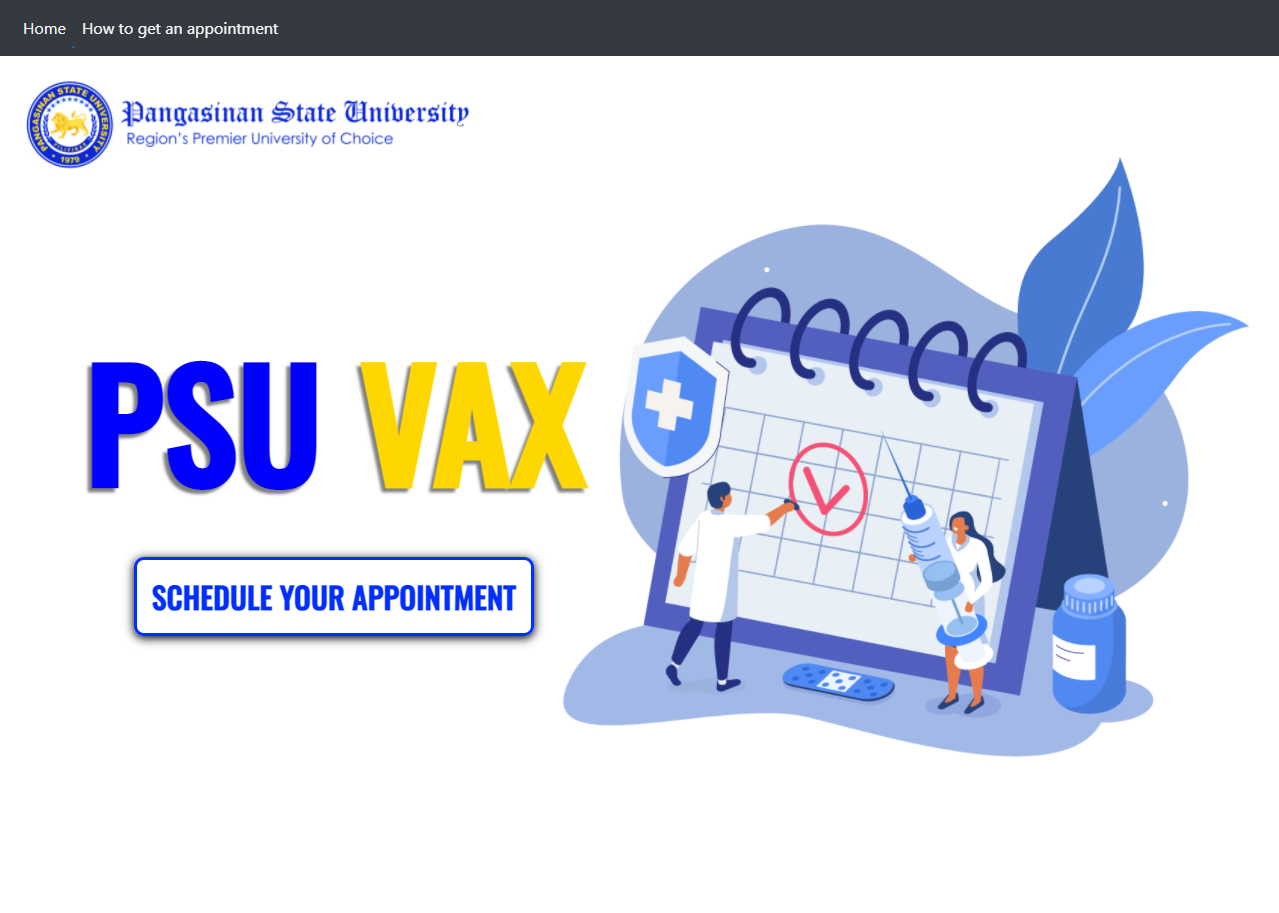 Home How to get an appointment
PANGASINAN STATE UNIVERSITY
PILIPINAS
1979
Pangasinan State University
Region's Premier University of Choice
PSU VAX
SCHEDULE YOUR APPOINTMENT